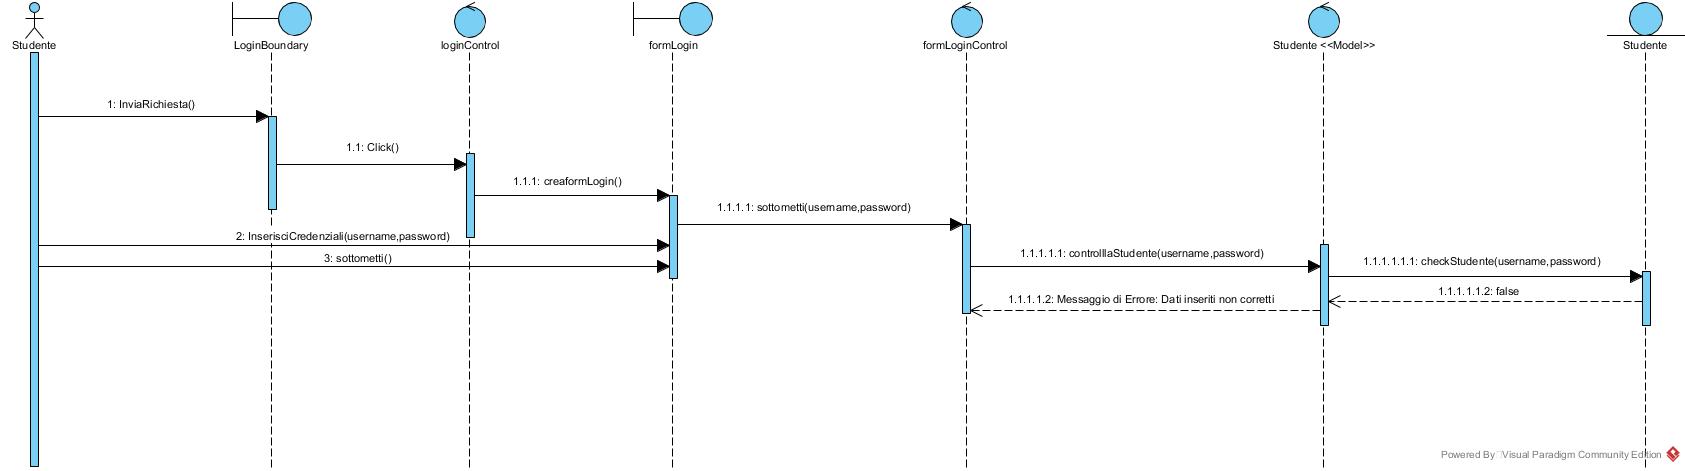 Studente
LoginBoundary
loginControl
formLogin
formLoginControl
Studente <<Model>>
Studente
1: InviaRichiesta()
1.1: Click()
1.1.1: creaformLogin()
1.1.1.1: sottometti(username,password)
2: InserisciCredenziali(username,password)
3: sottometti()
1.1.1.1.1: controlllaStudente(username,password)
1.1.1.1.1.1: checkStudente(username,password)
1.1.1.1.1.2: false
1.1.1.1.2: Messaggio di Errore: Dati inseriti non corretti
Powered By Visual Paradigm Community Edition